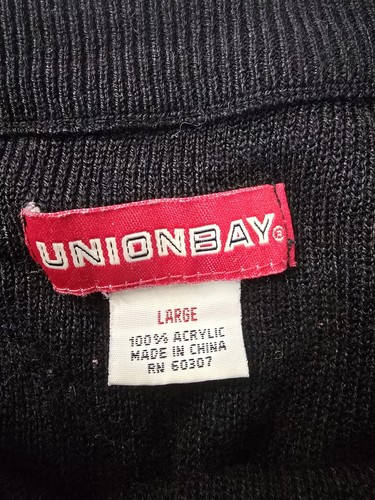 UNIONBAY®
LARGE
100% ACRYLIC
MADE IN CHINA
RN 60307